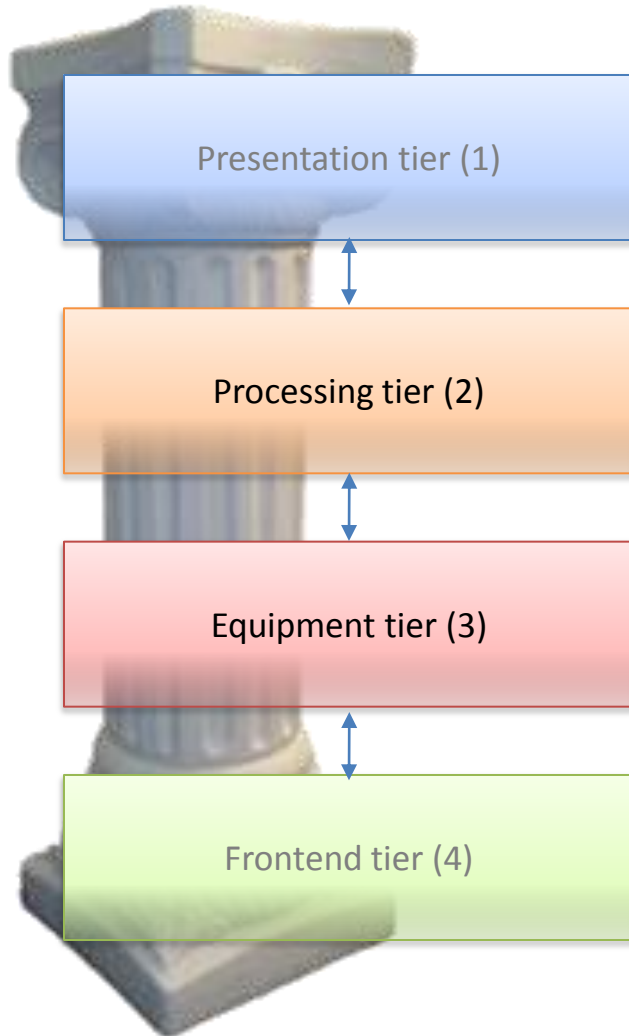 Presentation tier (1)
Processing tier (2)
Equipment tier (3)
Frontend tier (4)